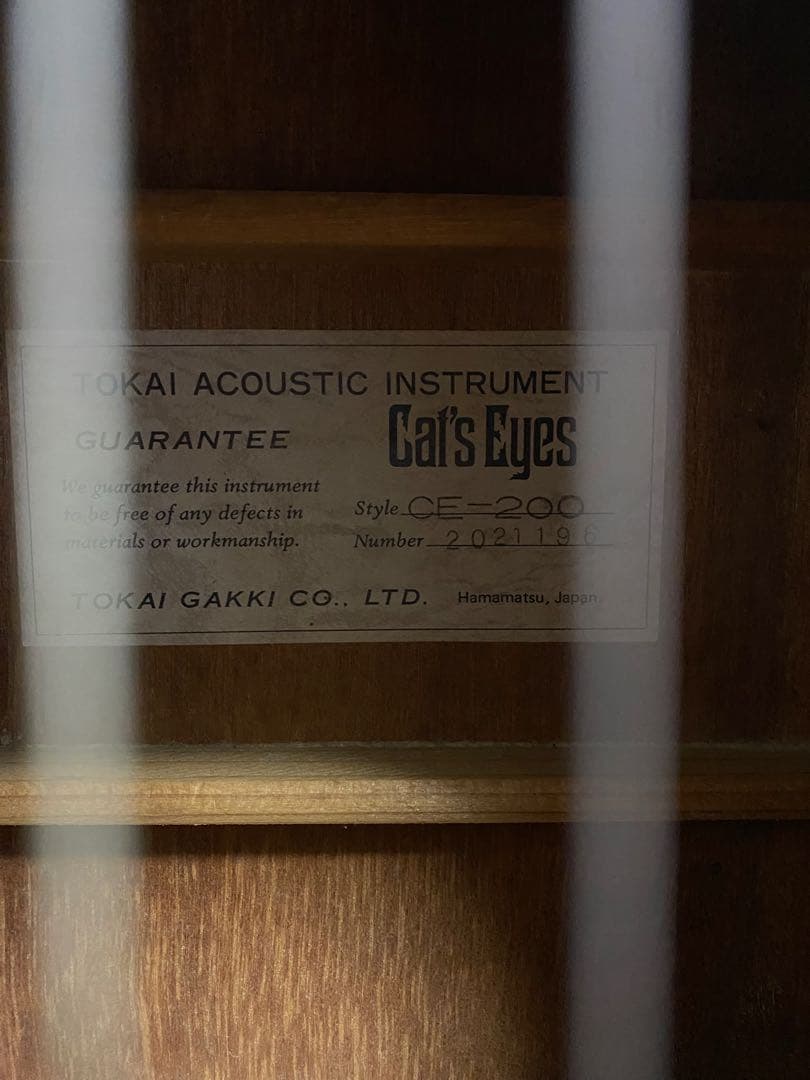 TOKAI ACOUSTIC INSTRUMENT
GUARANTEE
Cat's Eyes
We guarantee this instrument
to be free of any defects in
materials or workmanship.
Style CE-200
Number 2021196
TOKAI GAKKI CO., LTD. Hamamatsu, Japan.